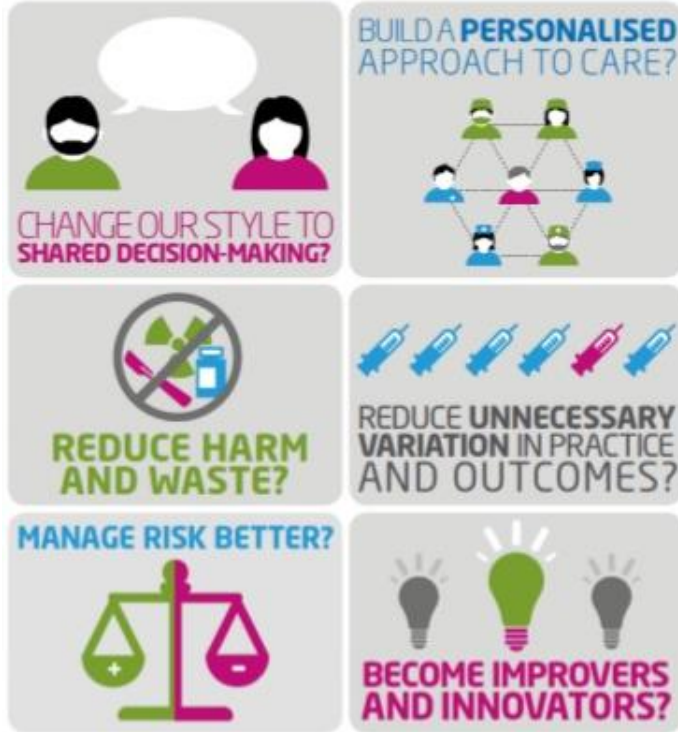 CHANGE OUR STYLE TO
SHARED DECISION-MAKING?
BUILD A PERSONALISED
APPROACH TO CARE?
REDUCE HARM
AND WASTE?
REDUCE UNNECESSARY
VARIATION IN PRACTICE
AND OUTCOMES?
MANAGE RISK BETTER?
BECOME IMPROVERS
AND INNOVATORS?